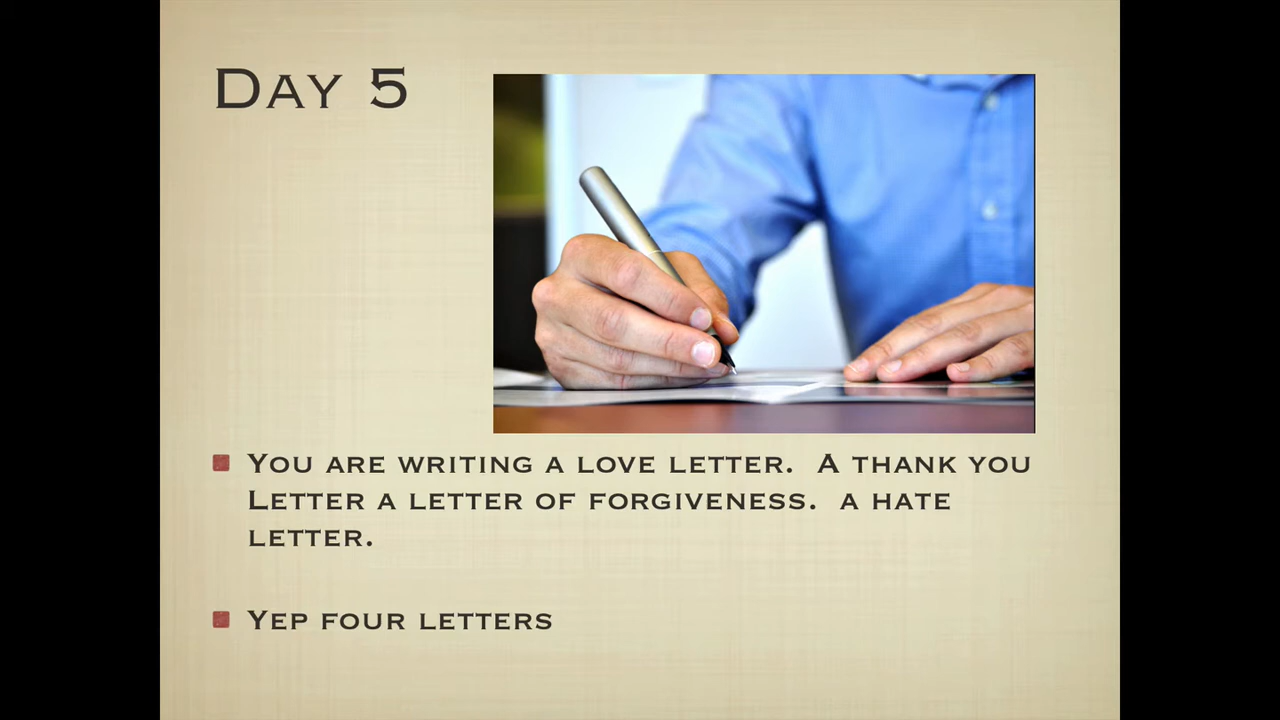 Day 5
You are writing a love letter.  A thank you
Letter a letter of forgiveness.  a hate
letter.
Yep four letters